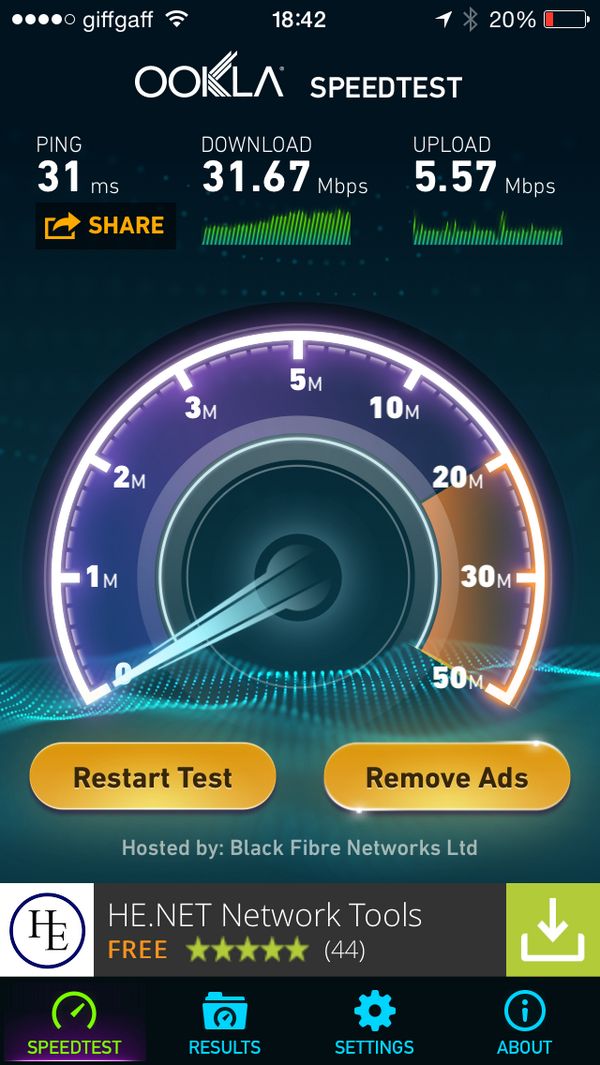 giffgaff 18:42 20%
OOKLA SPEEDTEST
PING DOWNLOAD UPLOAD
31 ms 31.67 Mbps 5.57 Mbps
SHARE
5M
3M 10M
2M 20M
1M 30M
0 50M
Restart Test Remove Ads
Hosted by: Black Fibre Networks Ltd
HE HE.NET Network Tools
FREE (44)
SPEEDTEST RESULTS SETTINGS ABOUT